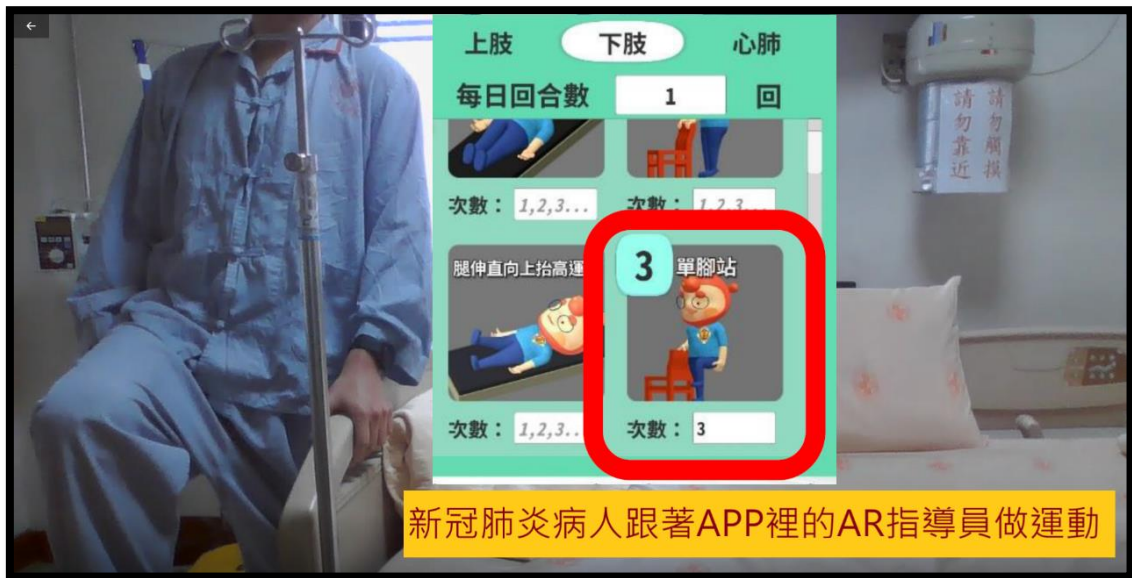 ←
上肢 下肢 心肺
每日回合數 1 回
次數： 1,2,3... 次數： 1,2,3...
腿伸直向上抬高運
3 單腳站
次數： 1,2,3.. 次數： 3
請勿觸摸
請勿靠近
新冠肺炎病人跟著APP裡的AR指導員做運動